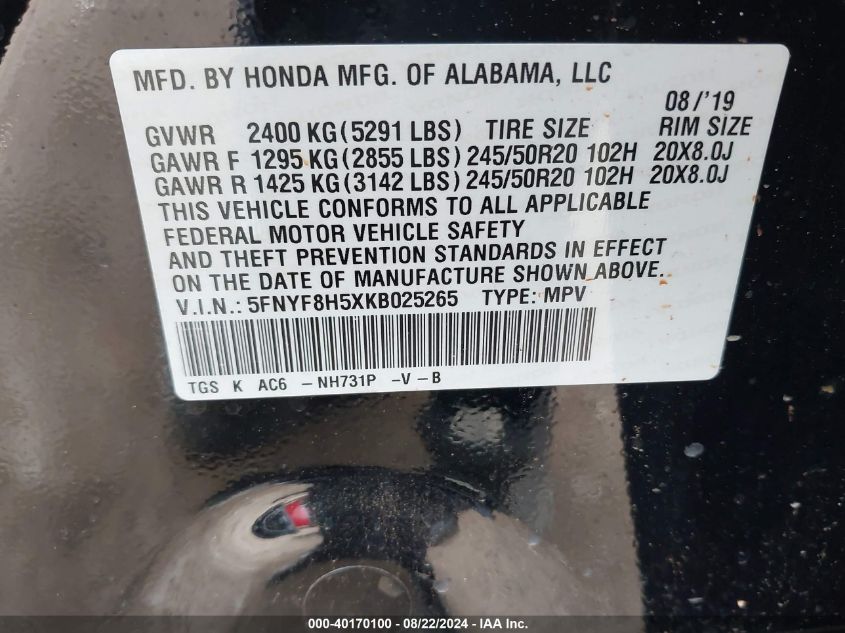 MFD. BY HONDA MFG. OF ALABAMA, LLC
08/'19
GVWR 2400 KG(5291 LBS) TIRE SIZE RIM SIZE
GAWR F 1295 KG(2855 LBS) 245/50R20 102H 20X8.0J
GAWR R 1425 KG(3142 LBS) 245/50R20 102H 20X8.0J
THIS VEHICLE CONFORMS TO ALL APPLICABLE
FEDERAL MOTOR VEHICLE SAFETY
AND THEFT PREVENTION STANDARDS IN EFFECT
ON THE DATE OF MANUFACTURE SHOWN ABOVE.
V.I.N.: 5FNYF8H5XKB025265 TYPE: MPV
TGS K AC6 -NH731P -V-B
000-40170100 - 08/22/2024 - IAA Inc.